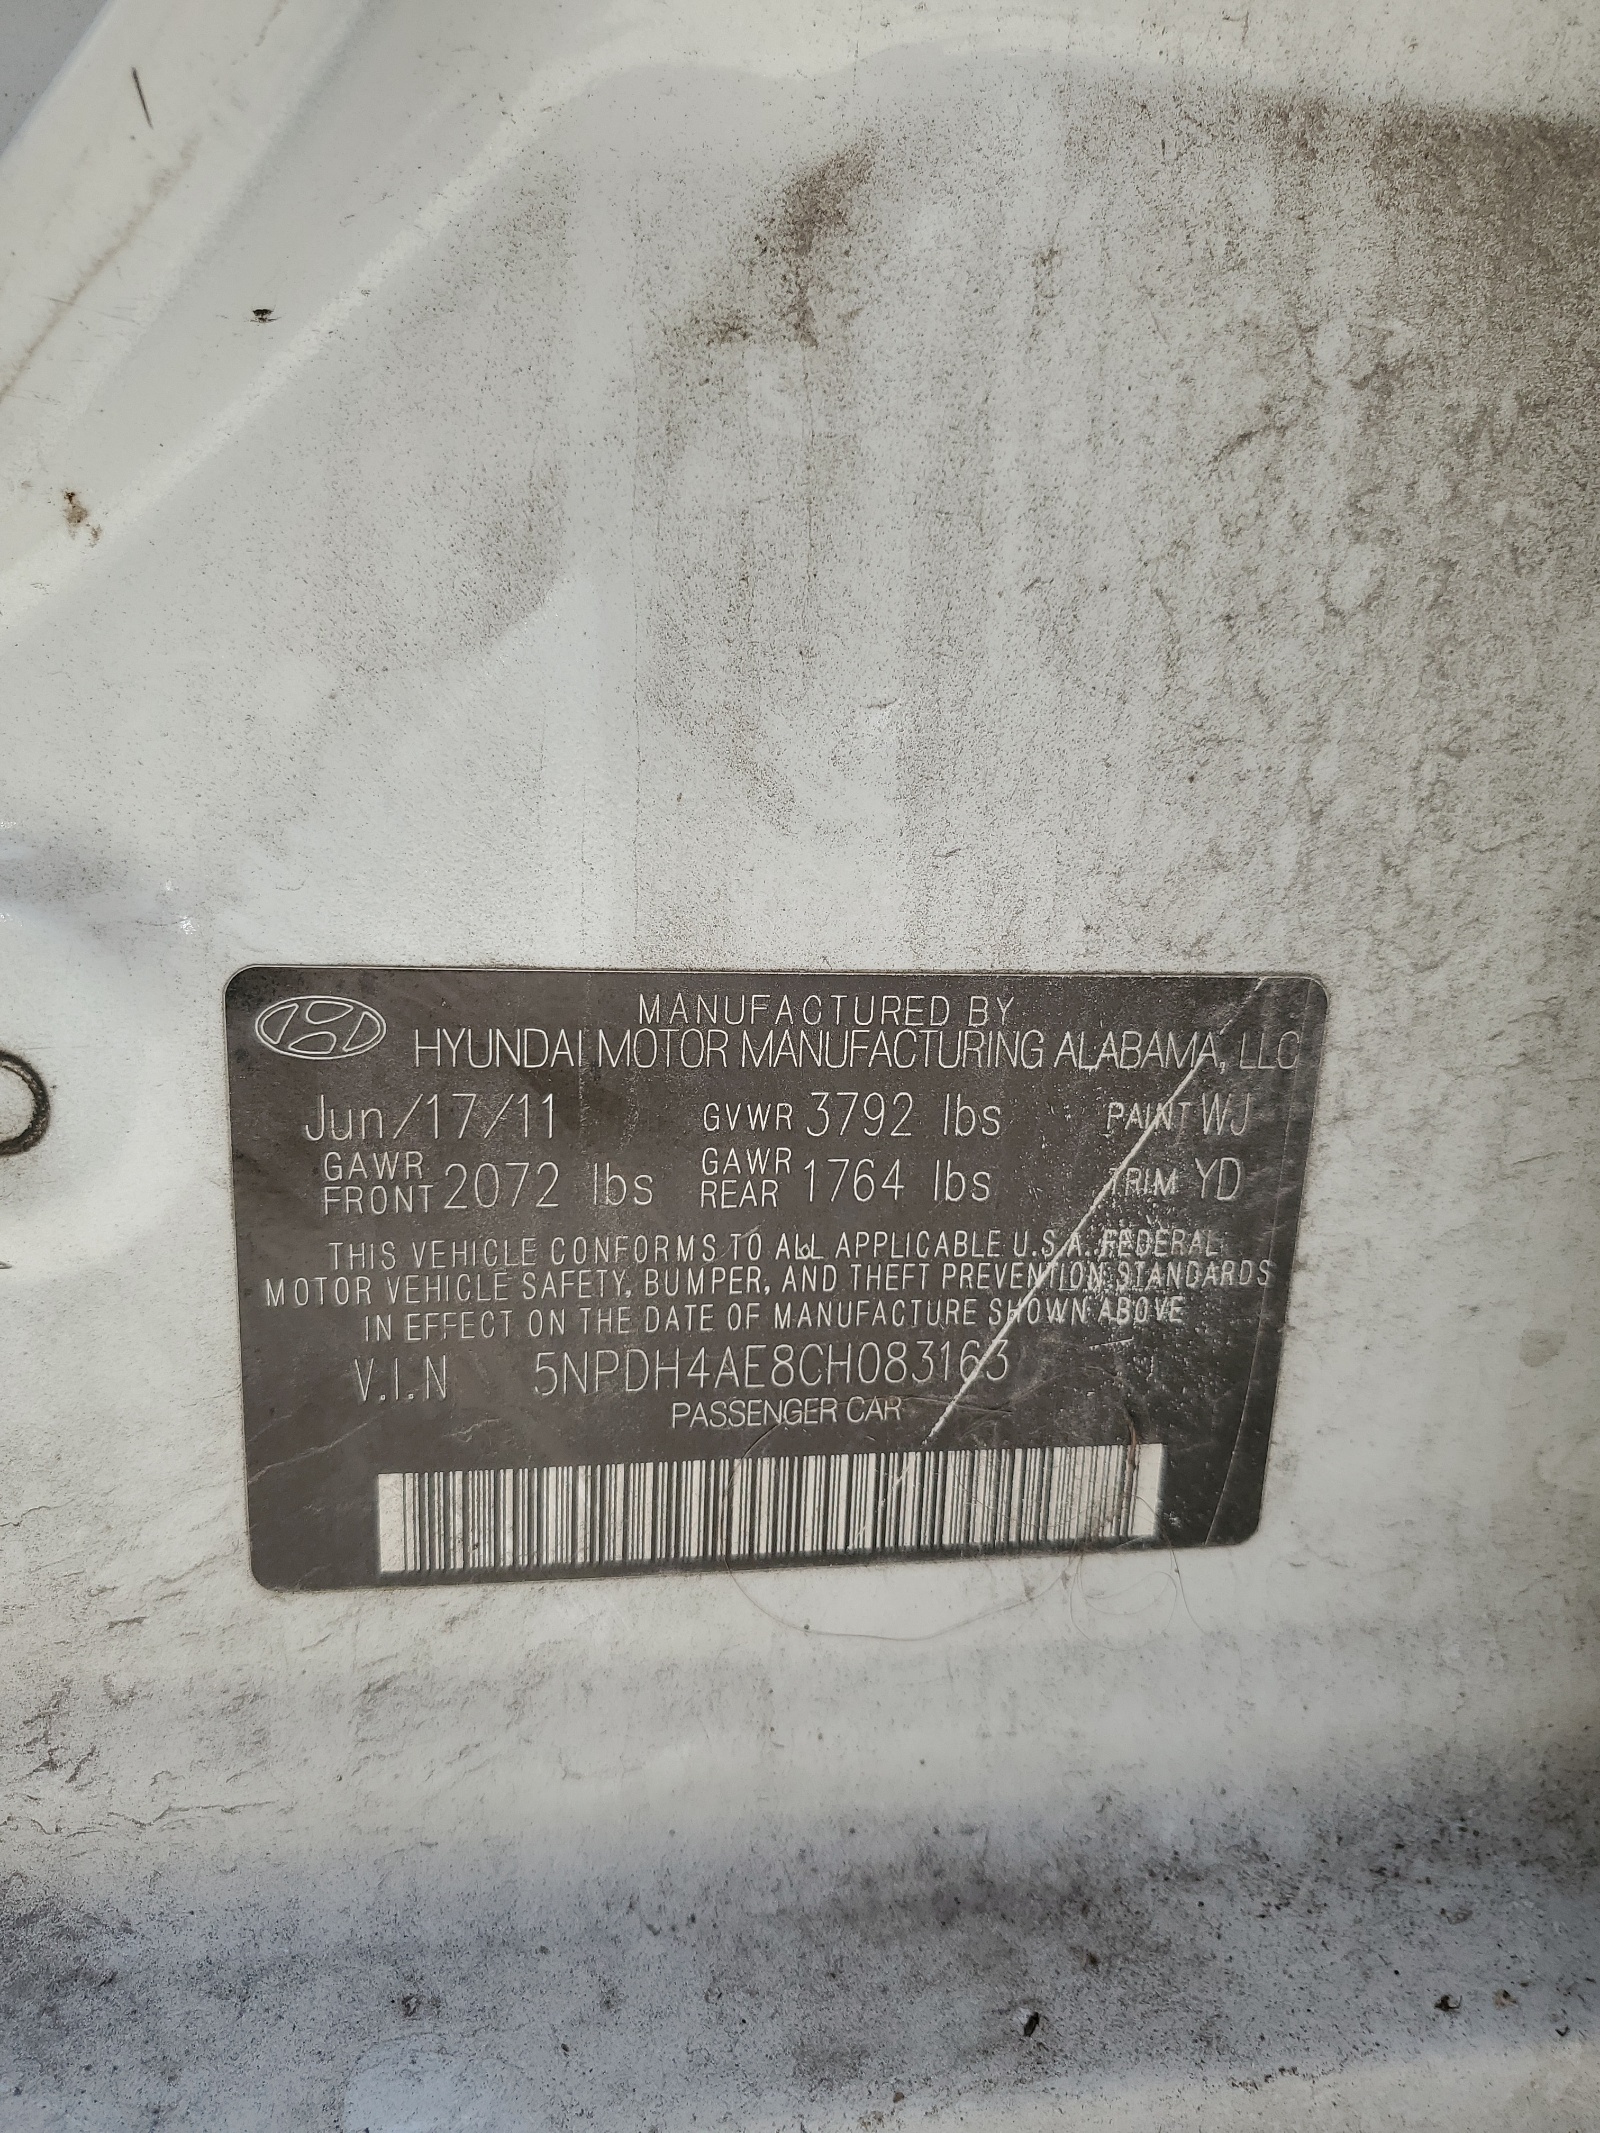 MANUFACTURED BY
HYUNDAI MOTOR MANUFACTURING ALABAMA, LLC
Jun/17/11 GVWR 3792 lbs PAINT WJ
GAWR FRONT 2072 lbs GAWR REAR 1764 lbs TRIM YD
THIS VEHICLE CONFORMS TO ALL APPLICABLE U.S.A. FEDERAL
MOTOR VEHICLE SAFETY, BUMPER, AND THEFT PREVENTION STANDARDS
IN EFFECT ON THE DATE OF MANUFACTURE SHOWN ABOVE
V.I.N 5NPDH4AE8CH083163
PASSENGER CAR